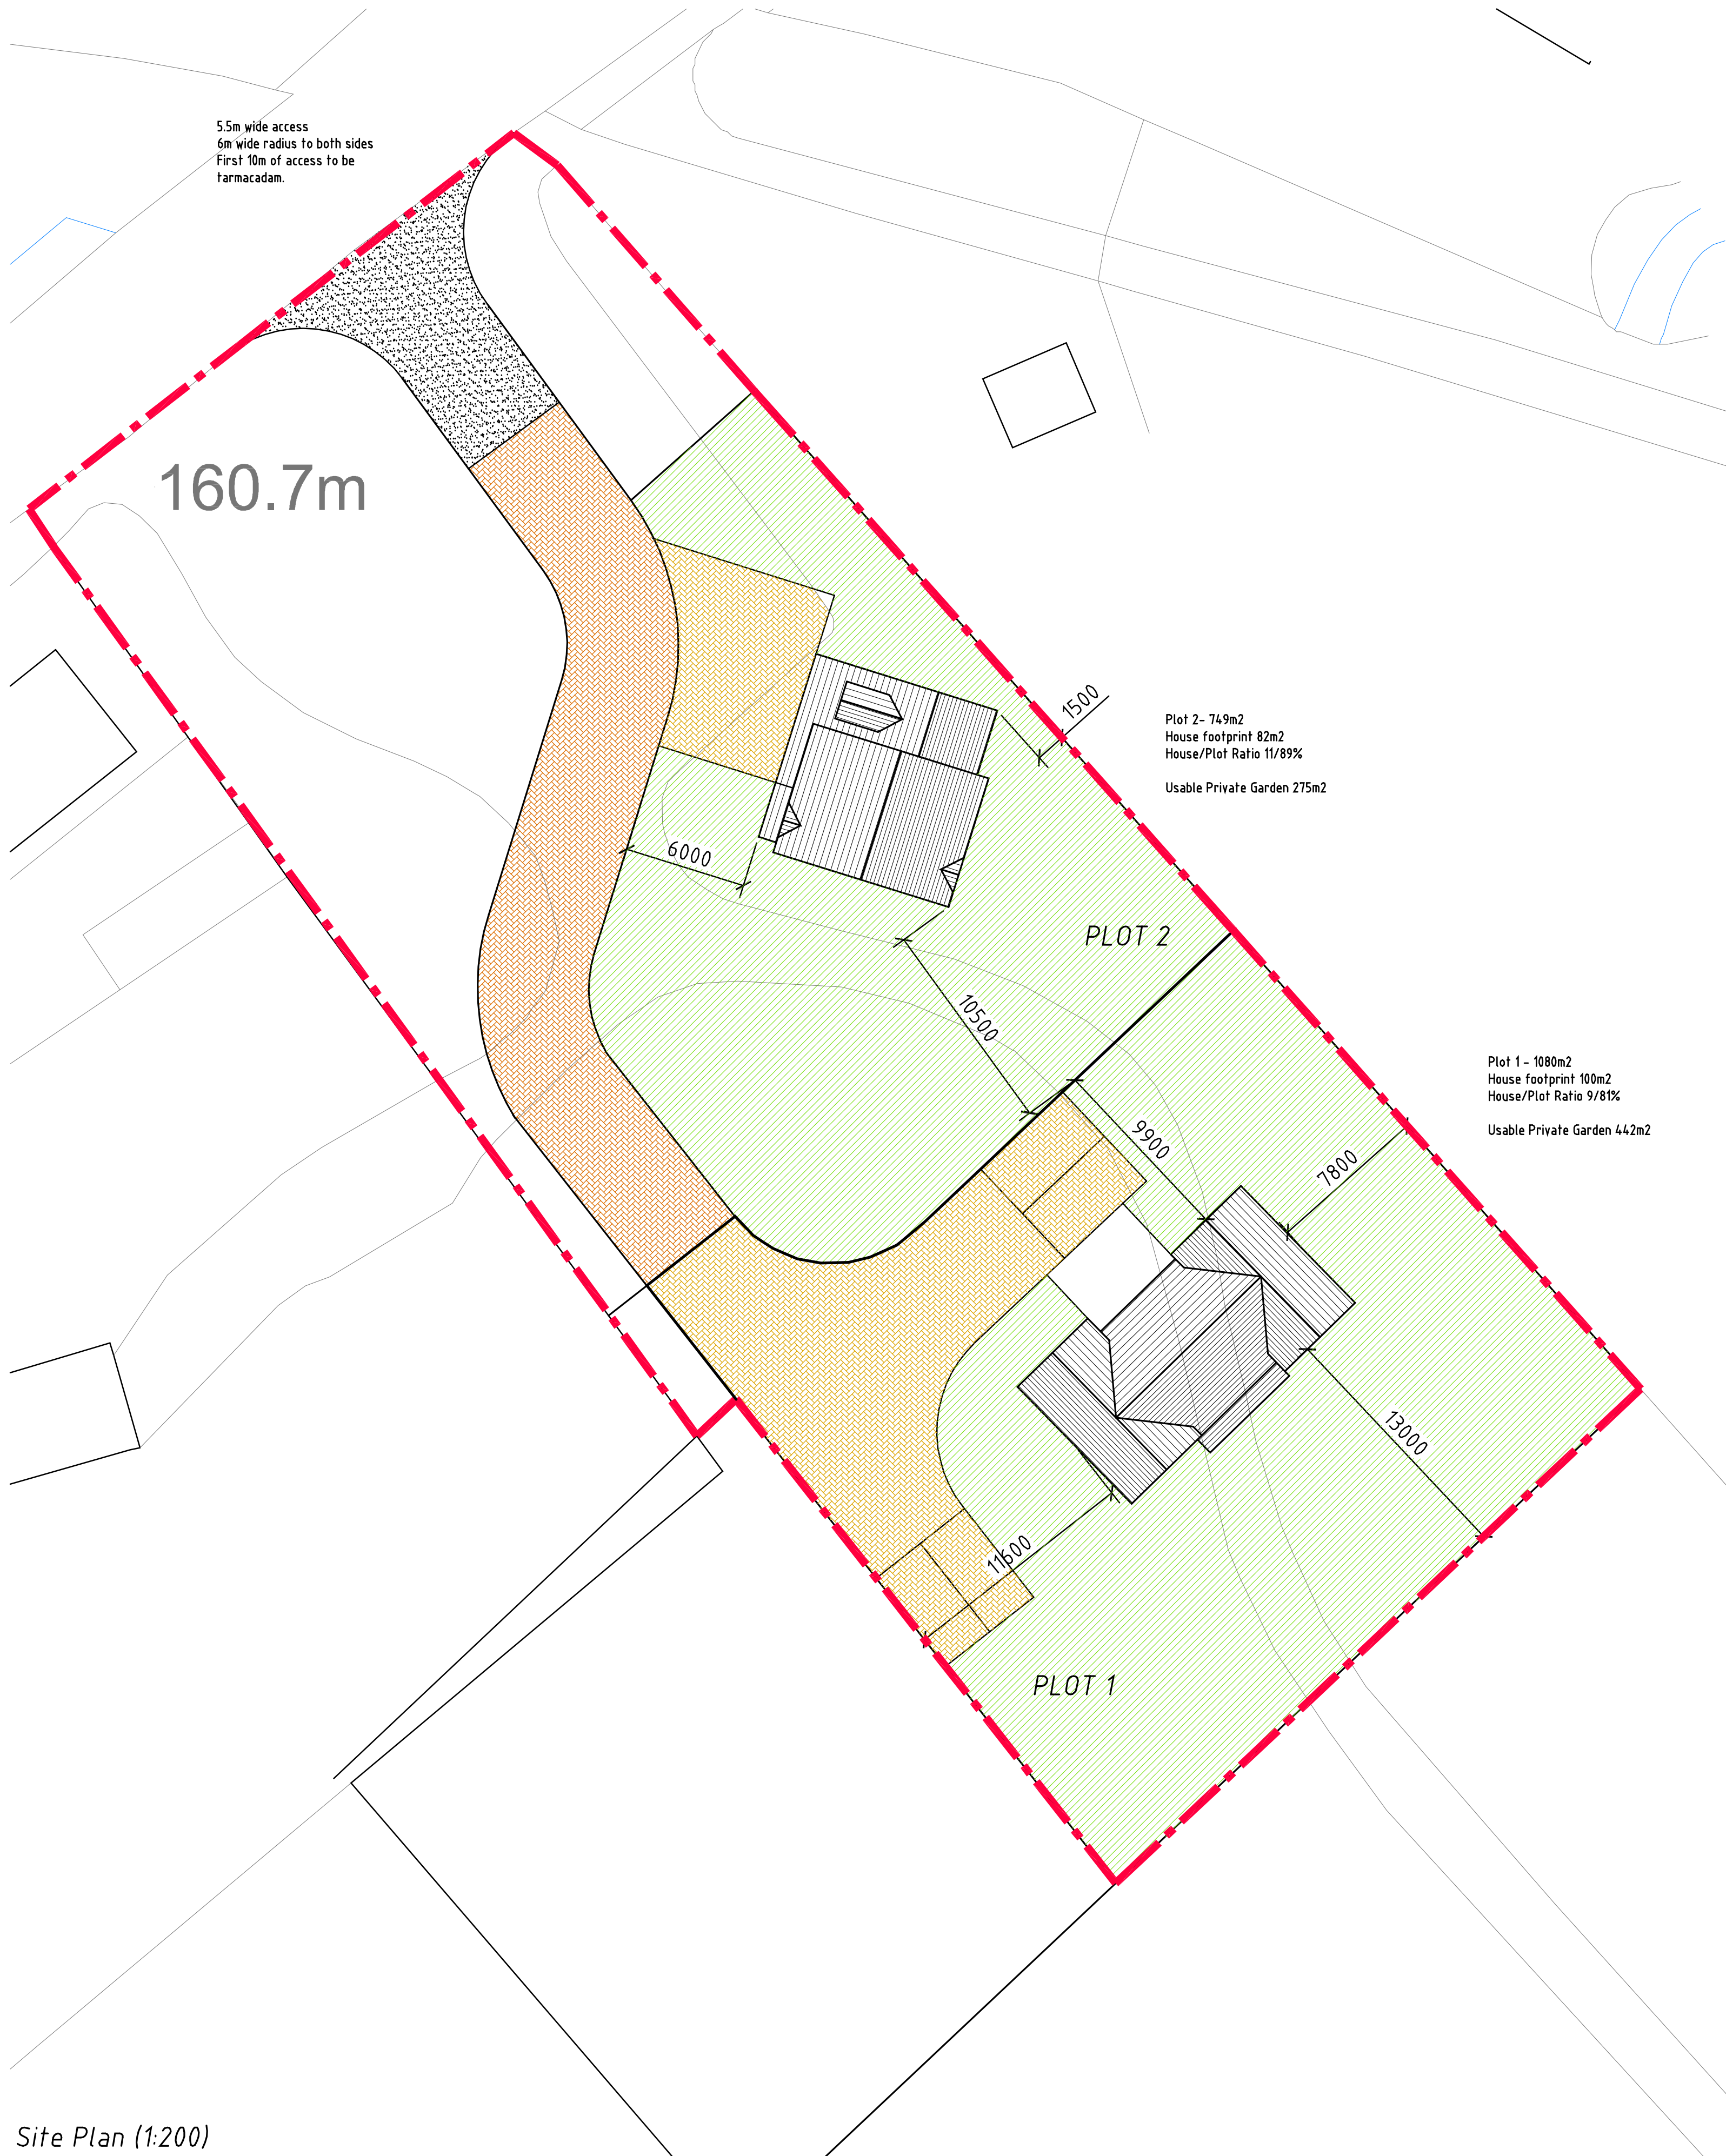 5.5m wide access
6m wide radius to both sides
First 10m of access to be
tarmacadam.
160.7m
1500
Plot 2- 749m2
House footprint 82m2
House/Plot Ratio 11/89%
Usable Private Garden 275m2
6000
PLOT 2
10500
Plot 1 - 1080m2
House footprint 100m2
House/Plot Ratio 9/81%
Usable Private Garden 442m2
9900
7800
13000
11600
PLOT 1
Site Plan (1:200)